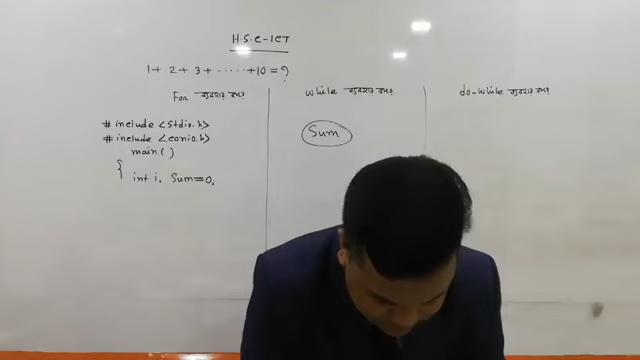 H.S.C-ICT
1+ 2+ 3+ ......+10=?
For ব্যবহার করে?
#include <stdio.h>
#include <conio.h>
main()
{
int i, Sum=0,
while ব্যবহার করে?
Sum
do-while ব্যবহার করে?